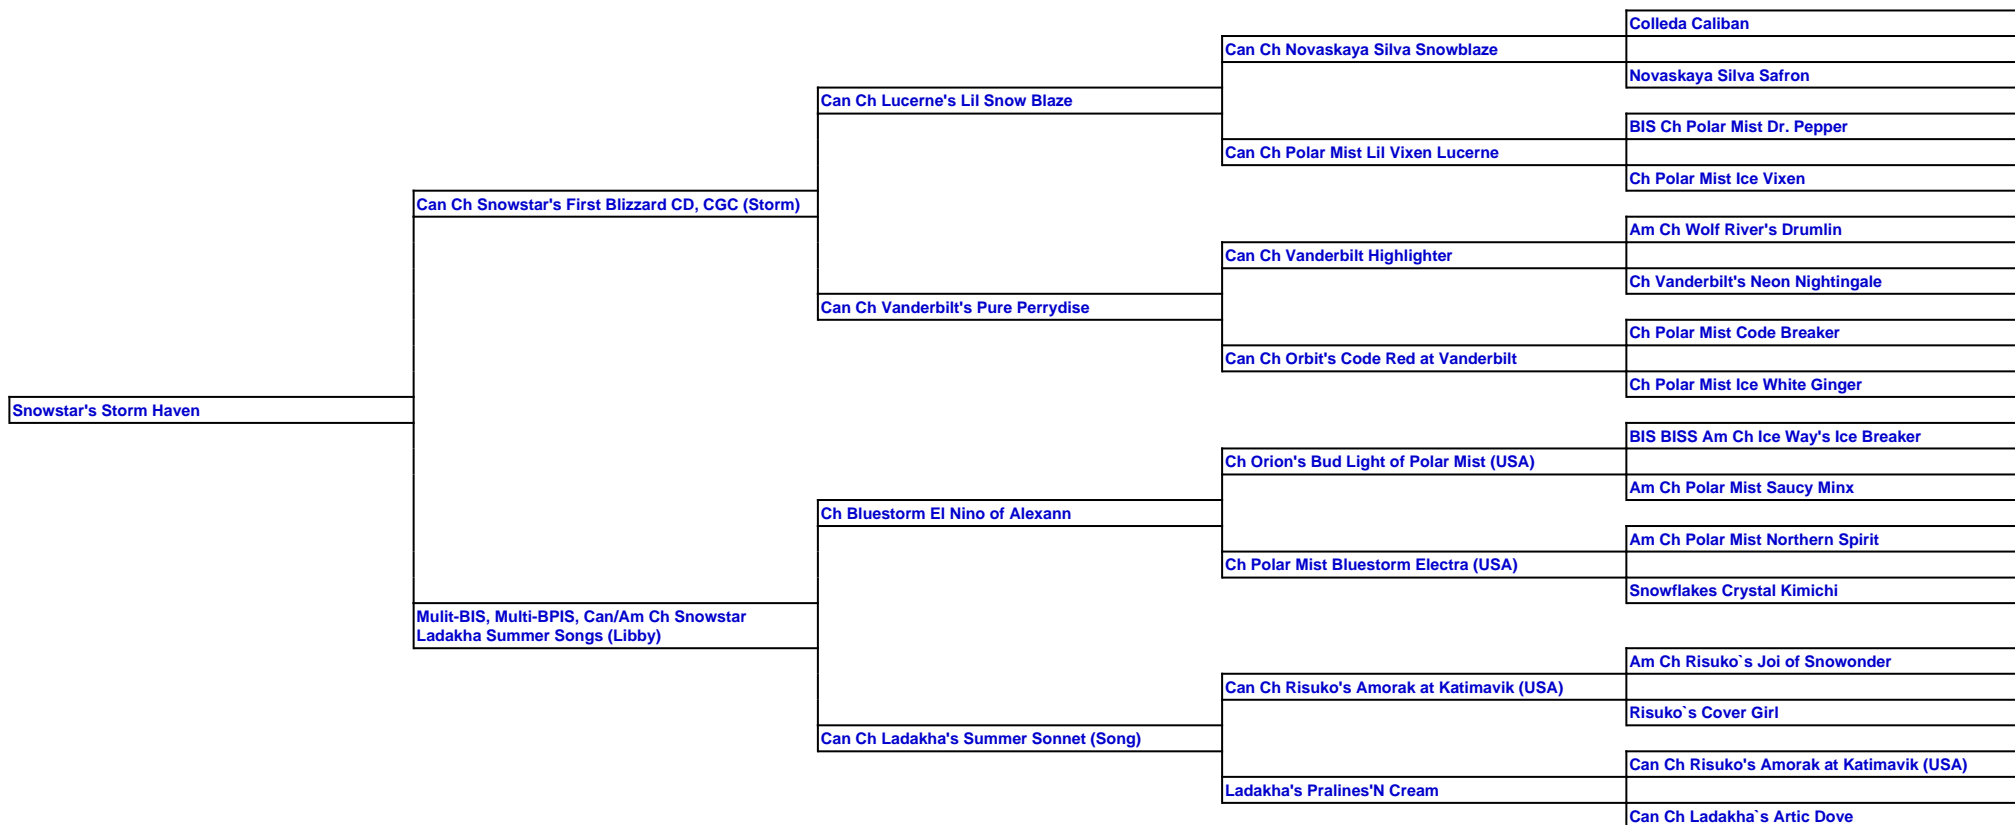 Colleda Caliban
Can Ch Novaskaya Silva Snowblaze
Novaskaya Silva Safron
Can Ch Lucerne's Lil Snow Blaze
BIS Ch Polar Mist Dr. Pepper
Can Ch Polar Mist Lil Vixen Lucerne
Ch Polar Mist Ice Vixen
Can Ch Snowstar's First Blizzard CD, CGC (Storm)
Am Ch Wolf River's Drumlin
Can Ch Vanderbilt Highlighter
Ch Vanderbilt's Neon Nightingale
Can Ch Vanderbilt's Pure Perrydise
Ch Polar Mist Code Breaker
Can Ch Orbit's Code Red at Vanderbilt
Ch Polar Mist Ice White Ginger
Snowstar's Storm Haven
BIS BISS Am Ch Ice Way's Ice Breaker
Ch Orion's Bud Light of Polar Mist (USA)
Am Ch Polar Mist Saucy Minx
Ch Bluestorm El Nino of Alexann
Am Ch Polar Mist Northern Spirit
Ch Polar Mist Bluestorm Electra (USA)
Snowflakes Crystal Kimichi
Mulit-BIS, Multi-BPIS, Can/Am Ch Snowstar
Ladakha Summer Songs (Libby)
Am Ch Risuko`s Joi of Snowonder
Can Ch Risuko's Amorak at Katimavik (USA)
Risuko`s Cover Girl
Can Ch Ladakha's Summer Sonnet (Song)
Can Ch Risuko's Amorak at Katimavik (USA)
Ladakha's Pralines'N Cream
Can Ch Ladakha`s Artic Dove